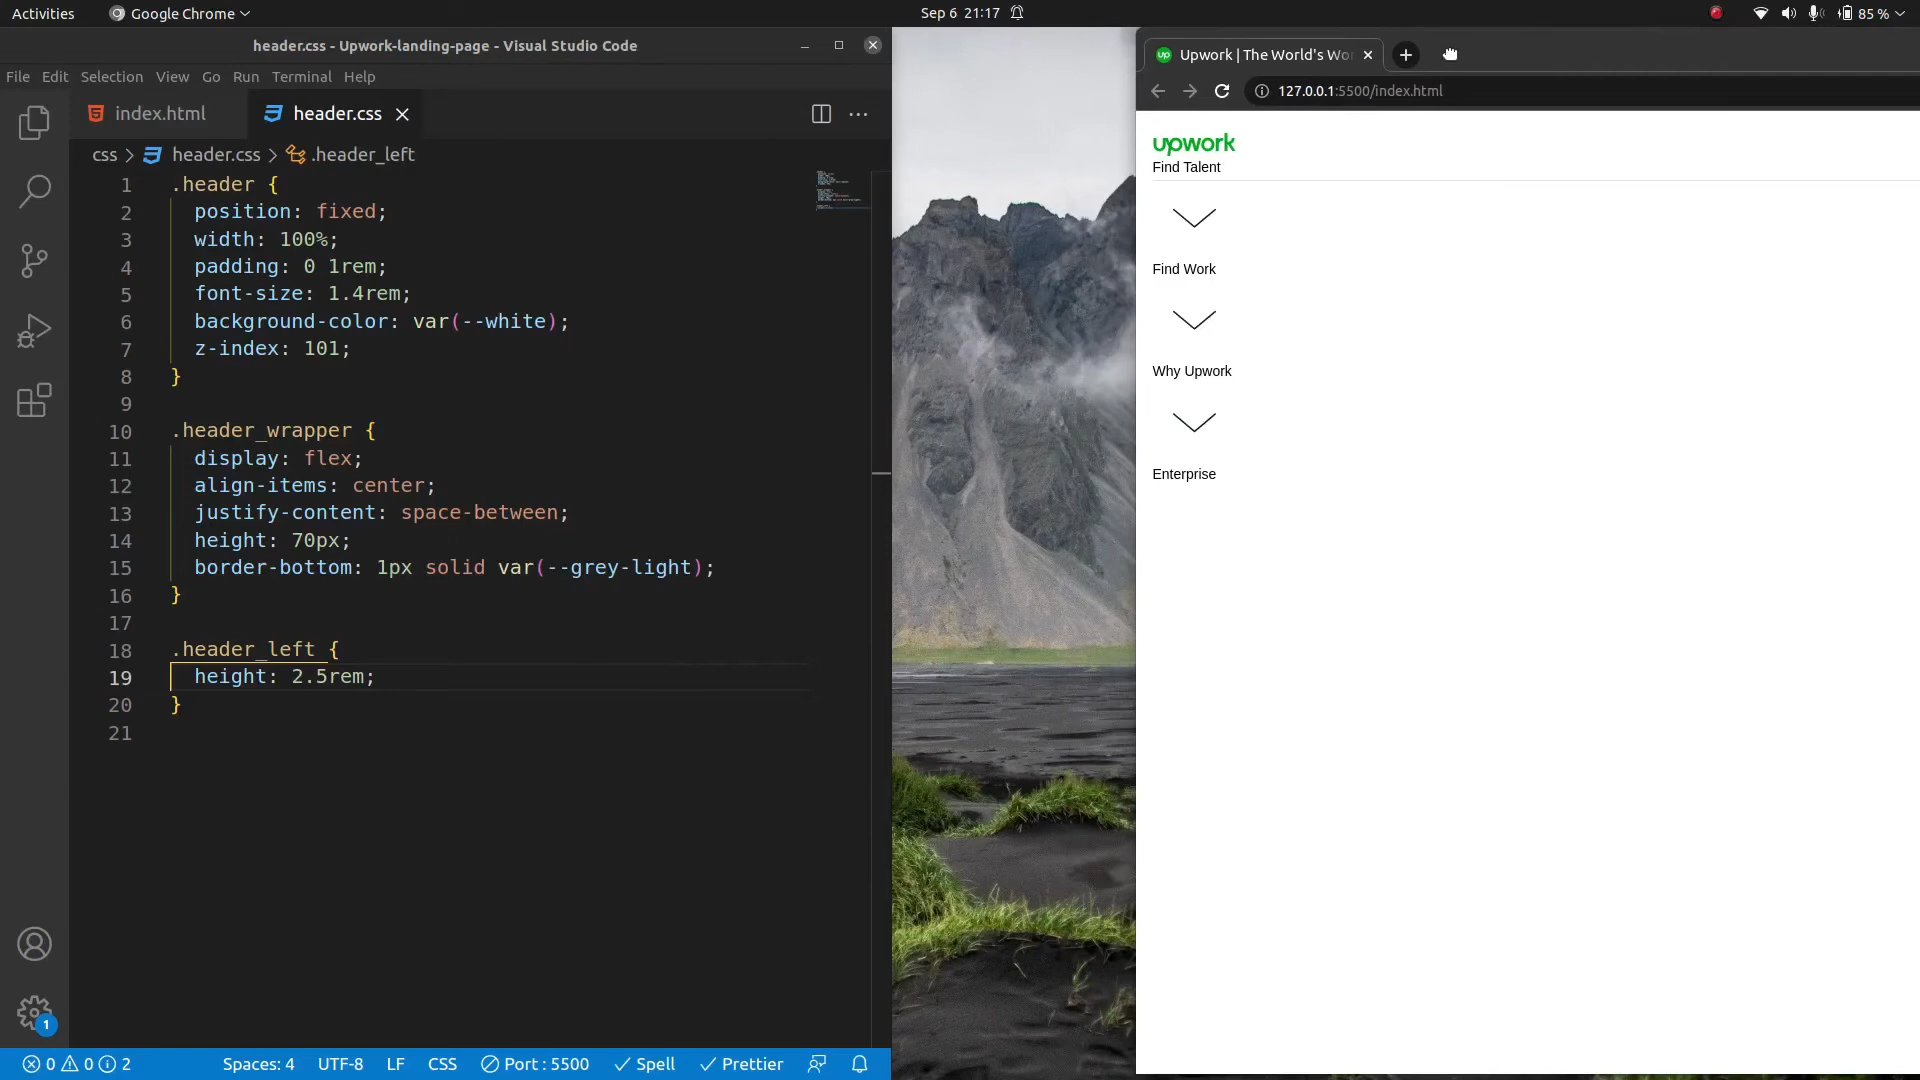 Activities
Google Chrome
Sep 6 21:17
85 %
header.css - Upwork-landing-page - Visual Studio Code
File Edit Selection View Go Run Terminal Help
index.html
header.css
css > header.css > .header_left
1 .header {
2 position: fixed;
3 width: 100%;
4 padding: 0 1rem;
5 font-size: 1.4rem;
6 background-color: var(--white);
7 z-index: 101;
8 }
9
10 .header_wrapper {
11 display: flex;
12 align-items: center;
13 justify-content: space-between;
14 height: 70px;
15 border-bottom: 1px solid var(--grey-light);
16 }
17
18 .header_left {
19 height: 2.5rem;
20 }
21
1
0 0 2
Spaces: 4
UTF-8
LF
CSS
Port : 5500
Spell
Prettier
up
Upwork | The World's Wor
127.0.0.1:5500/index.html
upwork
Find Talent
Find Work
Why Upwork
Enterprise